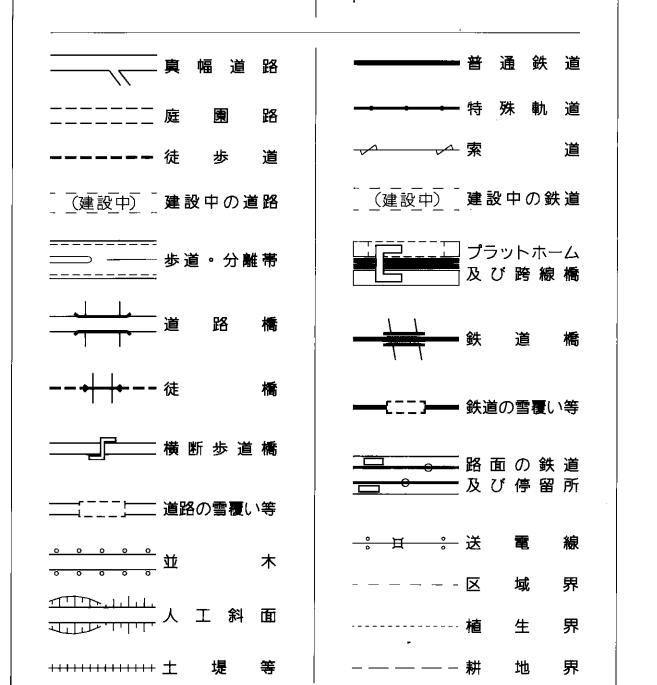 真幅道路
庭園路
徒歩道
(建設中) 建設中の道路
歩道・分離帯
道路橋
徒橋
横断歩道橋
道路の雪覆い等
並木
人工斜面
土堤等
普通鉄道
特殊軌道
索道
(建設中) 建設中の鉄道
プラットホーム
及び跨線橋
鉄道橋
鉄道の雪覆い等
路面の鉄道
及び停留所
送電線
区域界
植生界
耕地界